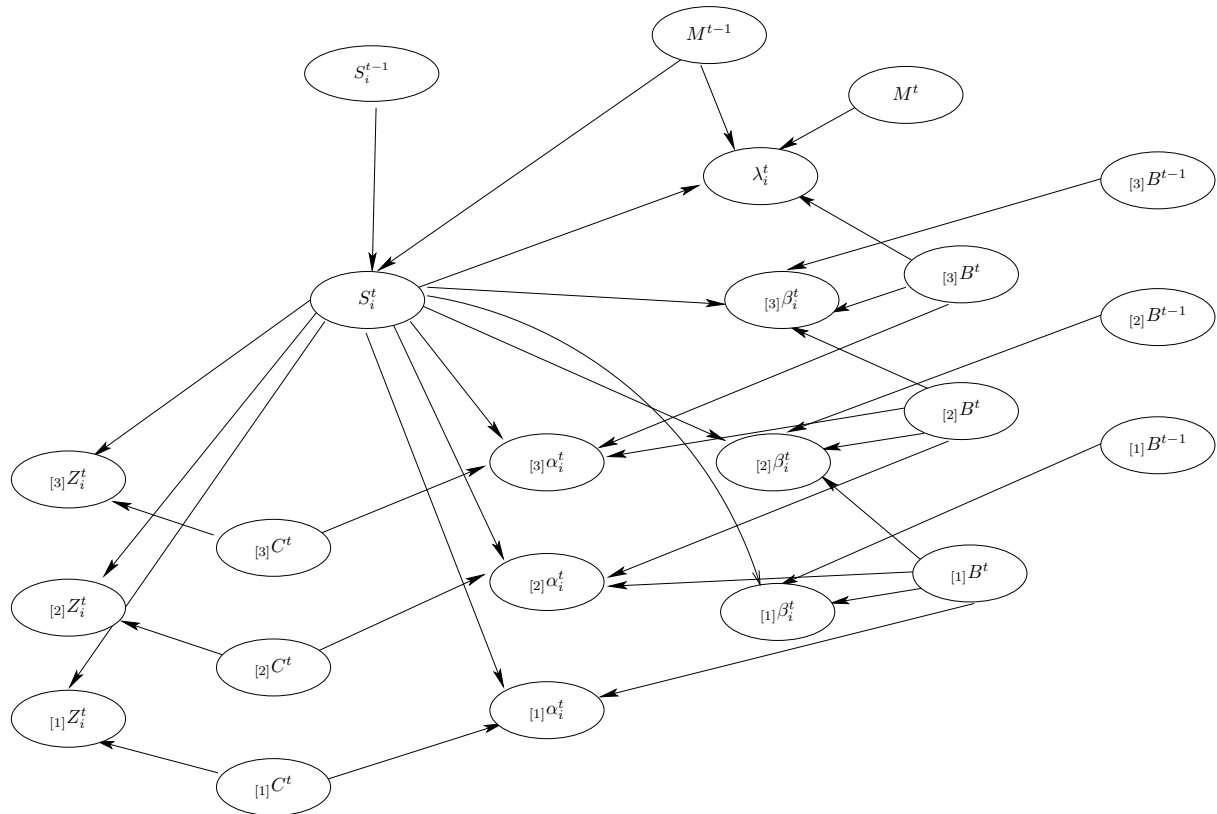 M^{t−1}
S_i^{t−1}
M^t
λ_i^t
[3]B^{t−1}
[3]B^t
S_i^t
[3]β_i^t
[2]B^{t−1}
[2]B^t
[1]B^{t−1}
[3]α_i^t
[2]β_i^t
[3]Z_i^t
[3]C^t
[1]B^t
[2]α_i^t
[2]Z_i^t
[1]β_i^t
[2]C^t
[1]α_i^t
[1]Z_i^t
[1]C^t